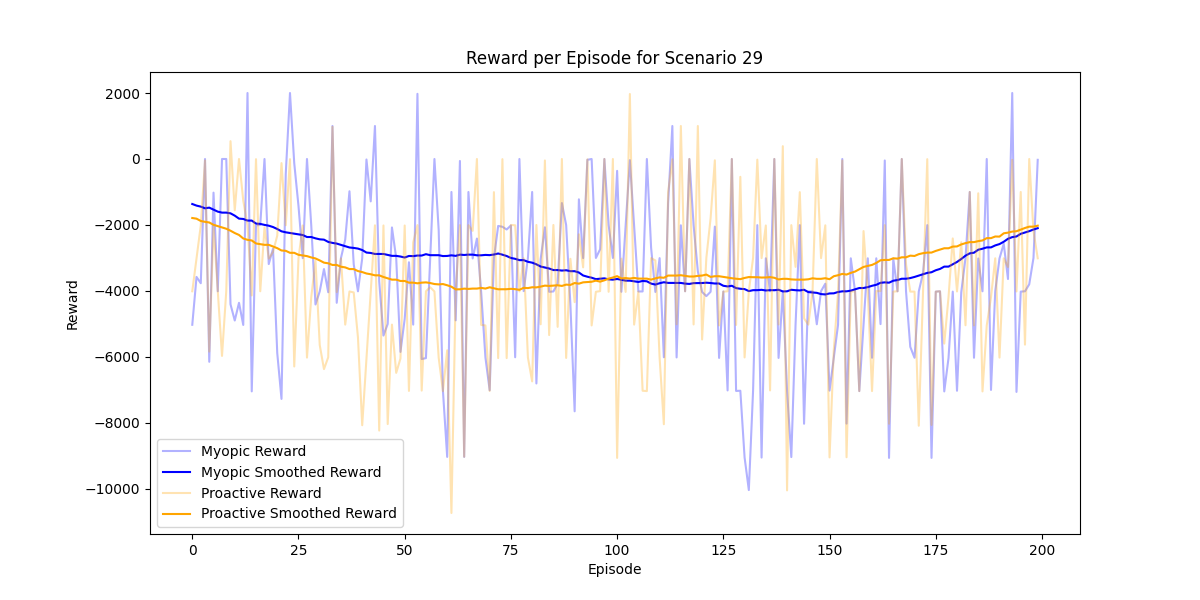 Reward per Episode for Scenario 29
Reward
2000
0
−2000
−4000
−6000
−8000
−10000
Myopic Reward
Myopic Smoothed Reward
Proactive Reward
Proactive Smoothed Reward
0 25 50 75 100 125 150 175 200
Episode